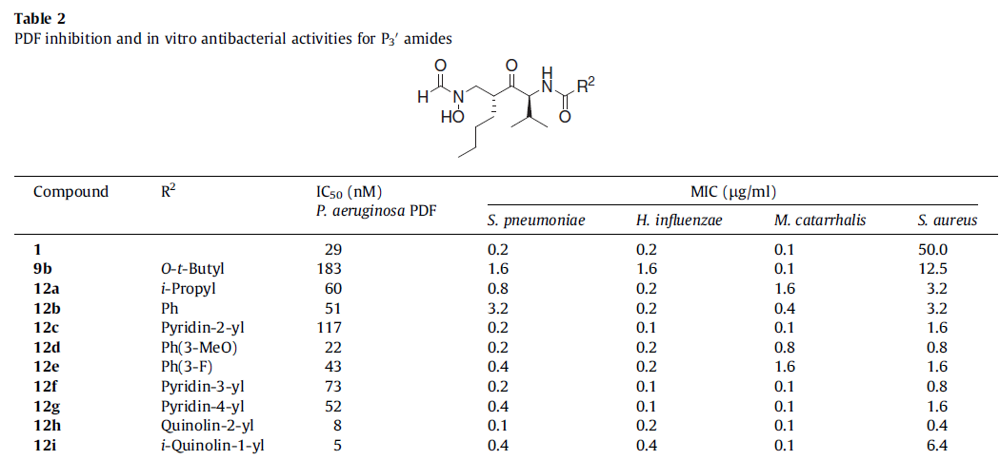 Table 2
PDF inhibition and in vitro antibacterial activities for P3′ amides
O
H
N
HO
O
H
N
R2
O
Compound R2 IC50 (nM) MIC (μg/ml)
P. aeruginosa PDF
S. pneumoniae H. influenzae M. catarrhalis S. aureus
1 29 0.2 0.2 0.1 50.0
9b O-t-Butyl 183 1.6 1.6 0.1 12.5
12a i-Propyl 60 0.8 0.2 1.6 3.2
12b Ph 51 3.2 0.2 0.4 3.2
12c Pyridin-2-yl 117 0.2 0.1 0.1 1.6
12d Ph(3-MeO) 22 0.2 0.2 0.8 0.8
12e Ph(3-F) 43 0.4 0.2 1.6 1.6
12f Pyridin-3-yl 73 0.2 0.1 0.1 0.8
12g Pyridin-4-yl 52 0.4 0.1 0.1 1.6
12h Quinolin-2-yl 8 0.1 0.2 0.1 0.4
12i i-Quinolin-1-yl 5 0.4 0.4 0.1 6.4